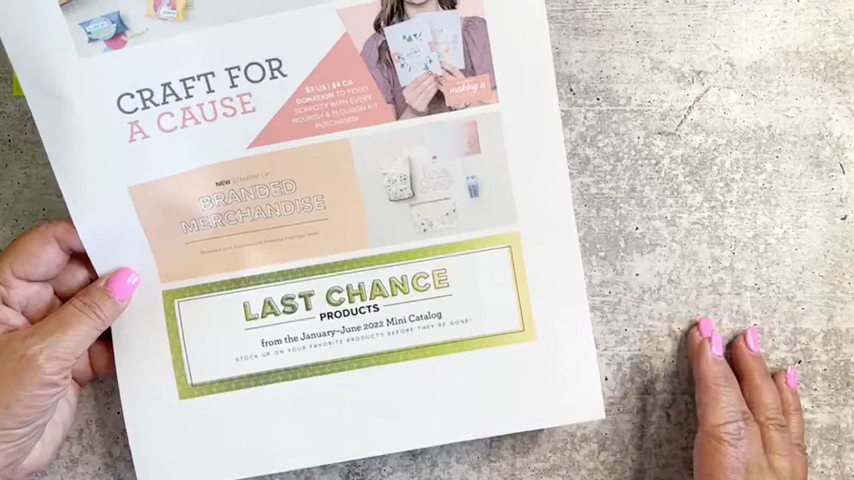 CRAFT FOR
A CAUSE
$3 US | $4 CA
DONATION TO FOOD
SCARCITY WITH EVERY
NOURISH & FLOURISH KIT
PURCHASED!
making a
NEW STAMPIN' UP!
BRANDED
MERCHANDISE
LAST CHANCE
PRODUCTS
from the January–June 2022 Mini Catalog
STOCK UP ON YOUR FAVORITE PRODUCTS BEFORE THEY'RE GONE!